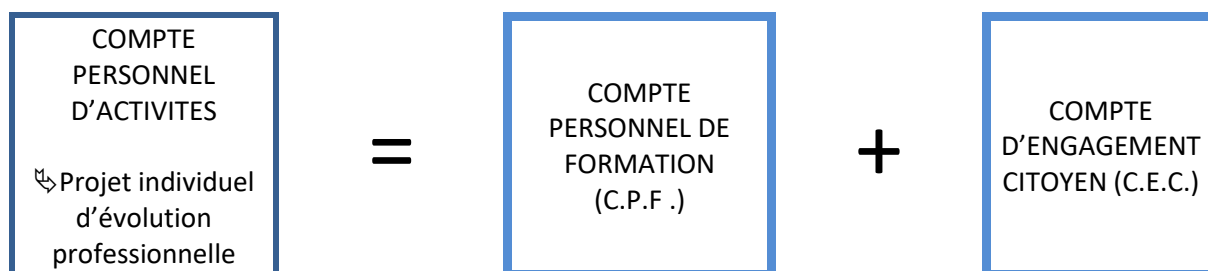 COMPTE
PERSONNEL
D’ACTIVITES
↳Projet individuel
d’évolution
professionnelle
=
COMPTE
PERSONNEL DE
FORMATION
(C.P.F .)
+
COMPTE
D’ENGAGEMENT
CITOYEN (C.E.C.)